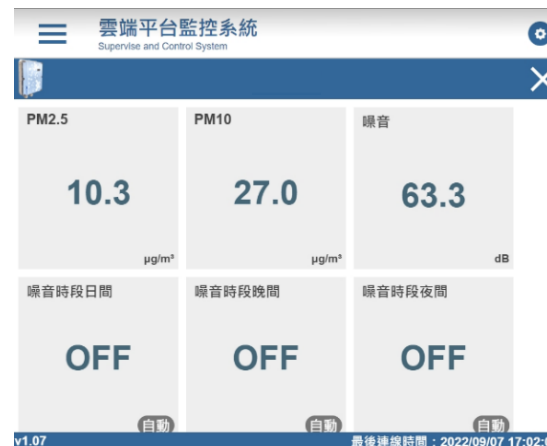 雲端平台監控系統
Supervise and Control System
PM2.5
PM10
噪音
10.3
27.0
63.3
μg/m³
μg/m³
dB
噪音時段日間
噪音時段晚間
噪音時段夜間
OFF
OFF
OFF
自動
自動
自動
v1.07
最後連線時間：2022/09/07 17:02: